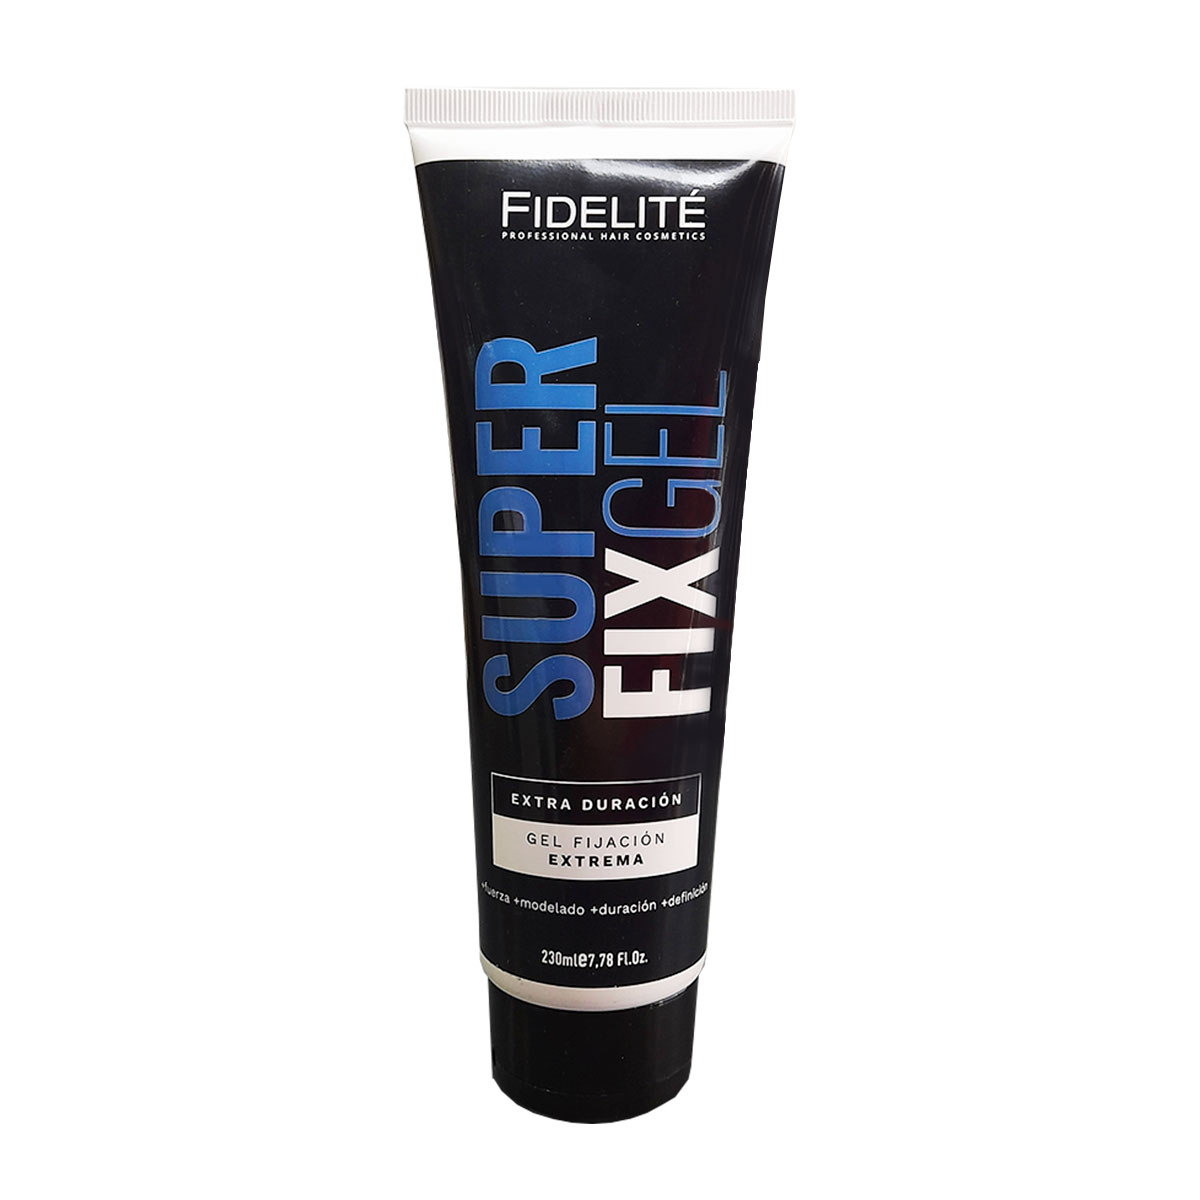 FIDELITÉ
PROFESSIONAL HAIR COSMETICS
SUPER
FIXGEL
EXTRA DURACIÓN
GEL FIJACIÓN
EXTREMA
+fuerza +modelado +duración +definición
230ml℮7,78 Fl.Oz.